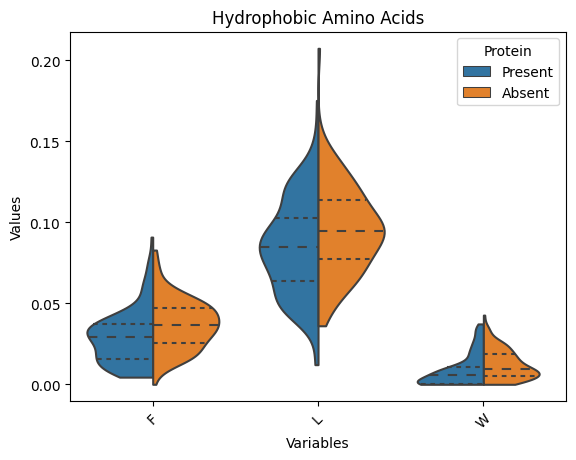 Hydrophobic Amino Acids
Protein
Present
Absent
Values
0.20
0.15
0.10
0.05
0.00
F
L
W
Variables